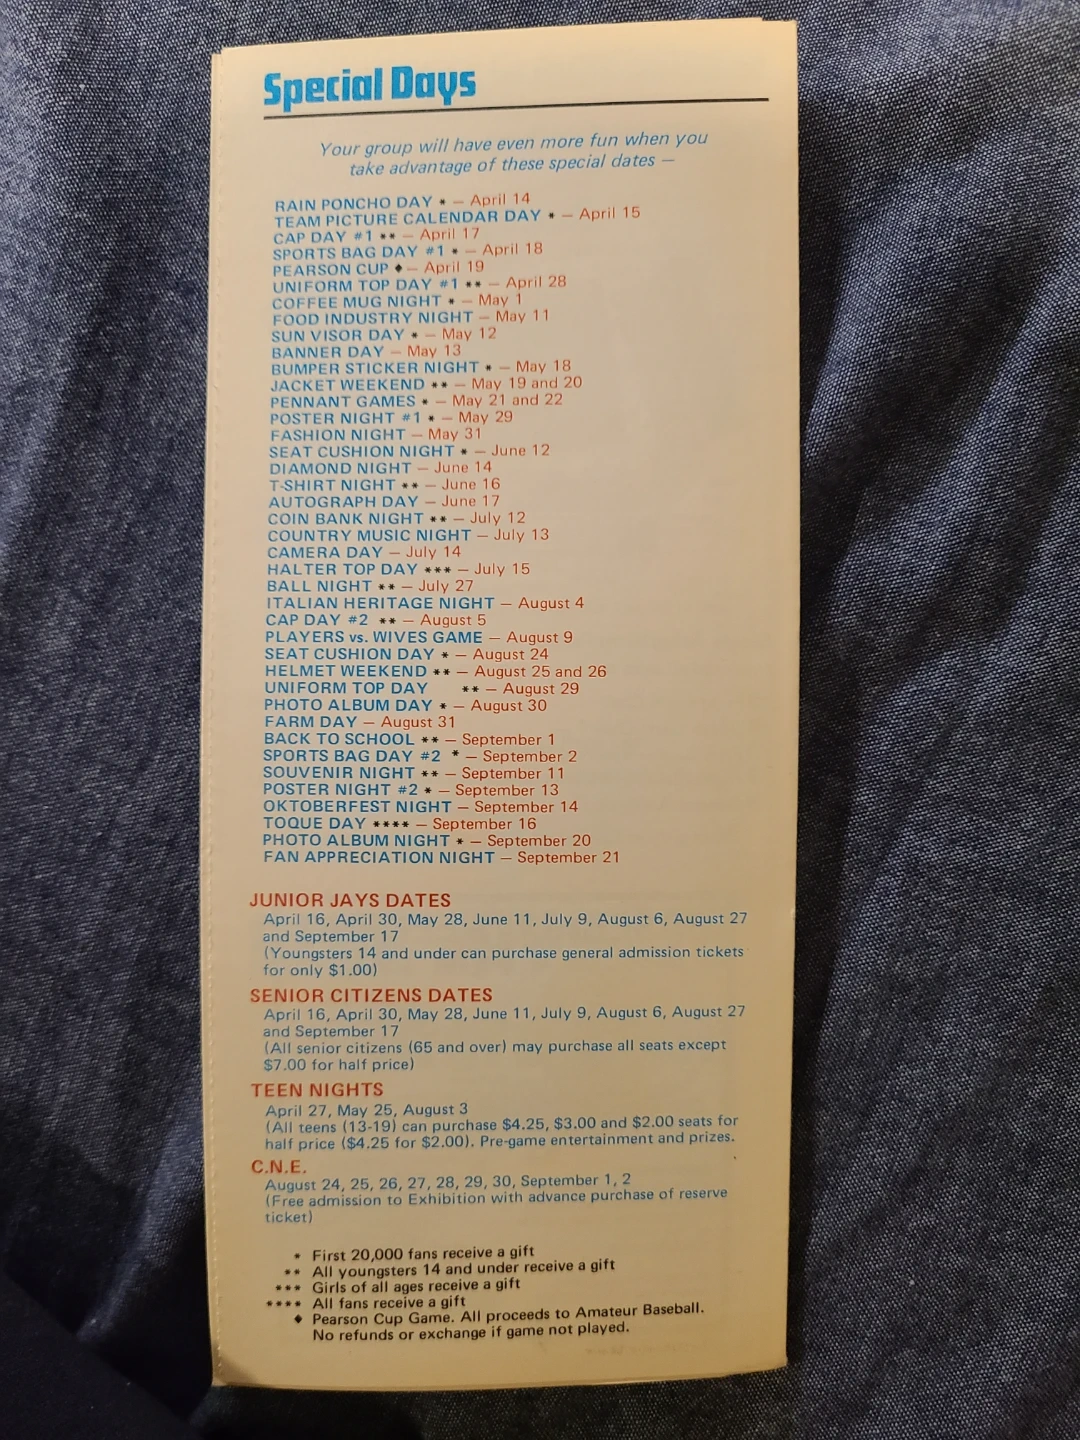 Special Days
Your group will have even more fun when you
take advantage of these special dates —
RAIN PONCHO DAY * — April 14
TEAM PICTURE CALENDAR DAY * — April 15
CAP DAY #1 ** — April 17
SPORTS BAG DAY #1 * — April 18
PEARSON CUP ♦ — April 19
UNIFORM TOP DAY #1 ** — April 28
COFFEE MUG NIGHT * — May 1
FOOD INDUSTRY NIGHT — May 11
SUN VISOR DAY * — May 12
BANNER DAY — May 13
BUMPER STICKER NIGHT * — May 18
JACKET WEEKEND ** — May 19 and 20
PENNANT GAMES * — May 21 and 22
POSTER NIGHT #1 * — May 29
FASHION NIGHT — May 31
SEAT CUSHION NIGHT * — June 12
DIAMOND NIGHT — June 14
T-SHIRT NIGHT ** — June 16
AUTOGRAPH DAY — June 17
COIN BANK NIGHT ** — July 12
COUNTRY MUSIC NIGHT — July 13
CAMERA DAY — July 14
HALTER TOP DAY *** — July 15
BALL NIGHT ** — July 27
ITALIAN HERITAGE NIGHT — August 4
CAP DAY #2 ** — August 5
PLAYERS vs. WIVES GAME — August 9
SEAT CUSHION DAY * — August 24
HELMET WEEKEND ** — August 25 and 26
UNIFORM TOP DAY ** — August 29
PHOTO ALBUM DAY * — August 30
FARM DAY — August 31
BACK TO SCHOOL ** — September 1
SPORTS BAG DAY #2 * — September 2
SOUVENIR NIGHT ** — September 11
POSTER NIGHT #2 * — September 13
OKTOBERFEST NIGHT — September 14
TOQUE DAY **** — September 16
PHOTO ALBUM NIGHT * — September 20
FAN APPRECIATION NIGHT — September 21
JUNIOR JAYS DATES
April 16, April 30, May 28, June 11, July 9, August 6, August 27
and September 17
(Youngsters 14 and under can purchase general admission tickets
for only $1.00)
SENIOR CITIZENS DATES
April 16, April 30, May 28, June 11, July 9, August 6, August 27
and September 17
(All senior citizens (65 and over) may purchase all seats except
$7.00 for half price)
TEEN NIGHTS
April 27, May 25, August 3
(All teens (13-19) can purchase $4.25, $3.00 and $2.00 seats for
half price ($4.25 for $2.00). Pre-game entertainment and prizes.
C.N.E.
August 24, 25, 26, 27, 28, 29, 30, September 1, 2
(Free admission to Exhibition with advance purchase of reserve
ticket)
* First 20,000 fans receive a gift
** All youngsters 14 and under receive a gift
*** Girls of all ages receive a gift
**** All fans receive a gift
♦ Pearson Cup Game. All proceeds to Amateur Baseball.
No refunds or exchange if game not played.